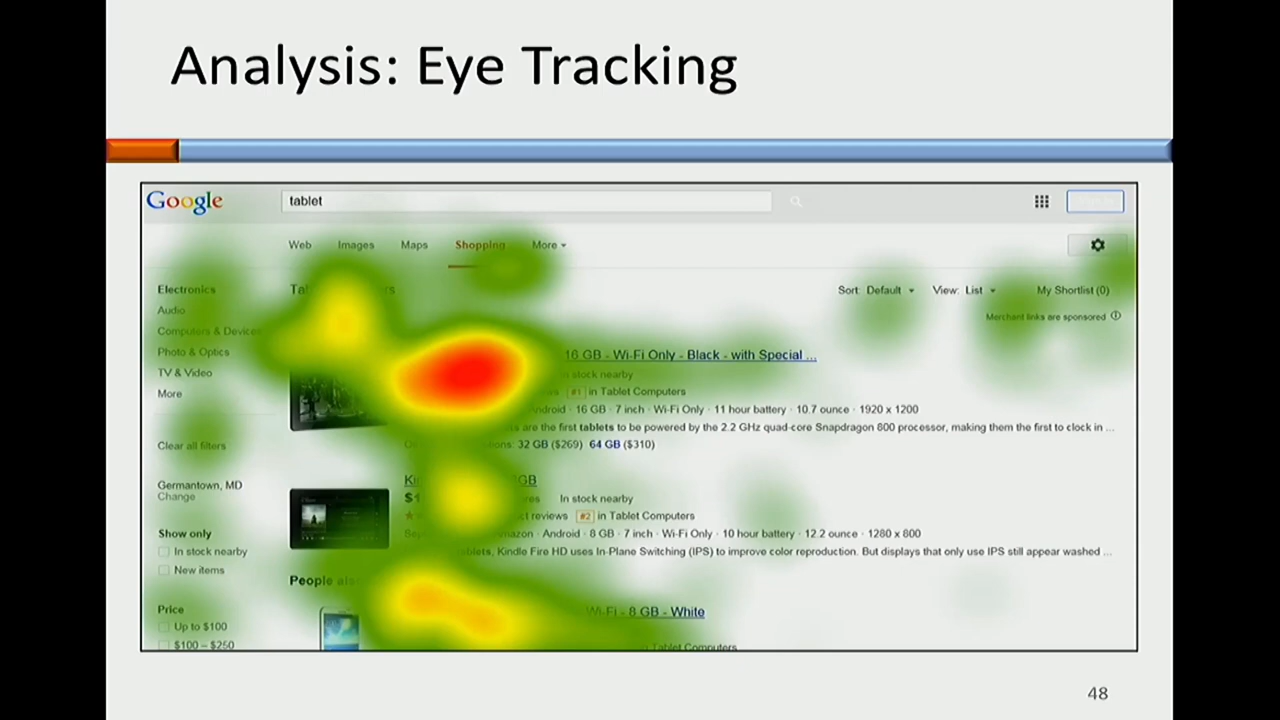 Analysis: Eye Tracking
Google
tablet
Web Images Maps Shopping More
Electronics
Audio
Computers & Devices
Photo & Optics
TV & Video
More
Clear all filters
Germantown, MD
Change
Show only
In stock nearby
New items
Price
Up to $100
$100 – $250
Sort: Default View: List My Shortlist (0)
Merchant links are sponsored
16 GB - Wi-Fi Only - Black - with Special ...
in stock nearby
#1 in Tablet Computers
Android · 16 GB · 7 inch · Wi-Fi Only · 11 hour battery · 10.7 ounce · 1920 x 1200
are the first tablets to be powered by the 2.2 GHz quad-core Snapdragon 800 processor, making them the first to clock in ...
32 GB ($269) 64 GB ($310)
GB
In stock nearby
reviews #2 in Tablet Computers
Amazon · Android · 8 GB · 7 inch · Wi-Fi Only · 10 hour battery · 12.2 ounce · 1280 x 800
tablets, Kindle Fire HD uses In-Plane Switching (IPS) to improve color reproduction. But displays that only use IPS still appear washed ...
People
Wi-Fi - 8 GB - White
Tablet Computers
48